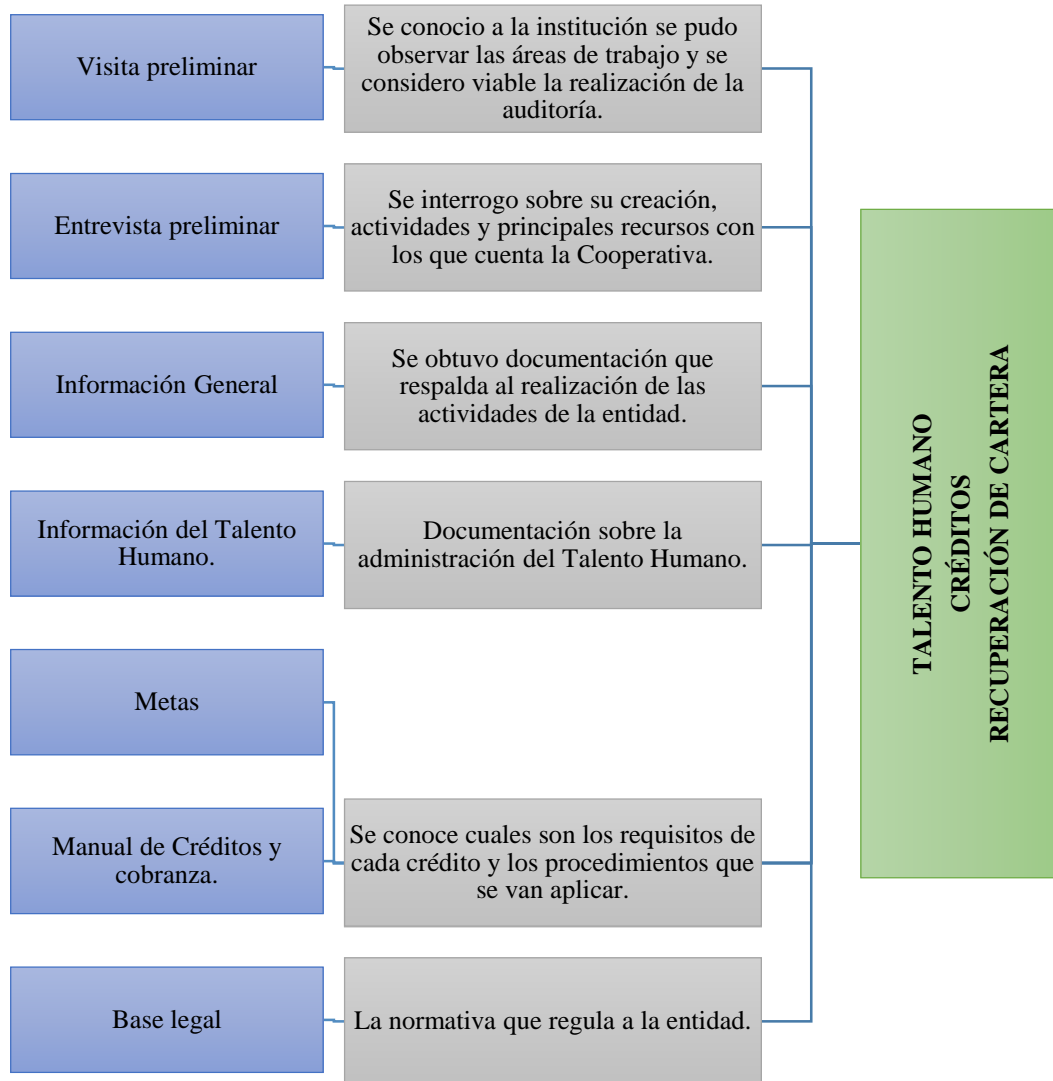 Visita preliminar
Se conocio a la institución se pudo
observar las áreas de trabajo y se
considero viable la realización de la
auditoría.
Entrevista preliminar
Se interrogo sobre su creación,
actividades y principales recursos con
los que cuenta la Cooperativa.
Información General
Se obtuvo documentación que
respalda al realización de las
actividades de la entidad.
Información del Talento
Humano.
Documentación sobre la
administración del Talento Humano.
Metas
Manual de Créditos y
cobranza.
Se conoce cuales son los requisitos de
cada crédito y los procedimientos que
se van aplicar.
Base legal
La normativa que regula a la entidad.
TALENTO HUMANO
CRÉDITOS
RECUPERACIÓN DE CARTERA